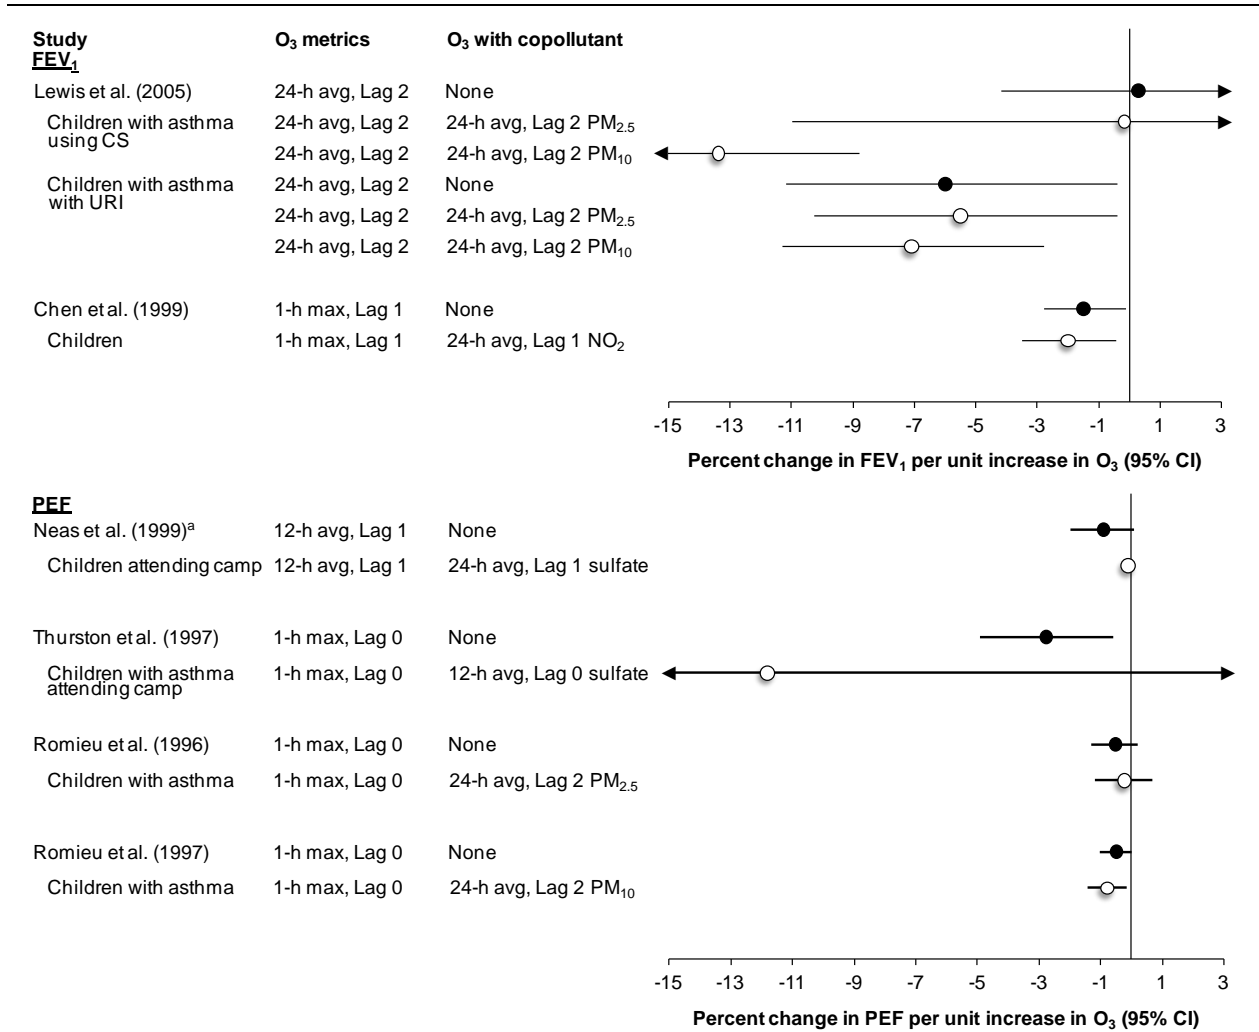 Study O₃ metrics O₃ with copollutant
FEV₁
Lewis et al. (2005) 24-h avg, Lag 2 None
Children with asthma 24-h avg, Lag 2 24-h avg, Lag 2 PM₂.₅
using CS
24-h avg, Lag 2 24-h avg, Lag 2 PM₁₀
Children with asthma 24-h avg, Lag 2 None
with URI
24-h avg, Lag 2 24-h avg, Lag 2 PM₂.₅
24-h avg, Lag 2 24-h avg, Lag 2 PM₁₀
Chen et al. (1999) 1-h max, Lag 1 None
Children 1-h max, Lag 1 24-h avg, Lag 1 NO₂
-15 -13 -11 -9 -7 -5 -3 -1 1 3
Percent change in FEV₁ per unit increase in O₃ (95% CI)
PEF
Neas et al. (1999)ᵃ 12-h avg, Lag 1 None
Children attending camp 12-h avg, Lag 1 24-h avg, Lag 1 sulfate
Thurston et al. (1997) 1-h max, Lag 0 None
Children with asthma 1-h max, Lag 0 12-h avg, Lag 0 sulfate
attending camp
Romieu et al. (1996) 1-h max, Lag 0 None
Children with asthma 1-h max, Lag 0 24-h avg, Lag 2 PM₂.₅
Romieu et al. (1997) 1-h max, Lag 0 None
Children with asthma 1-h max, Lag 0 24-h avg, Lag 2 PM₁₀
-15 -13 -11 -9 -7 -5 -3 -1 1 3
Percent change in PEF per unit increase in O₃ (95% CI)